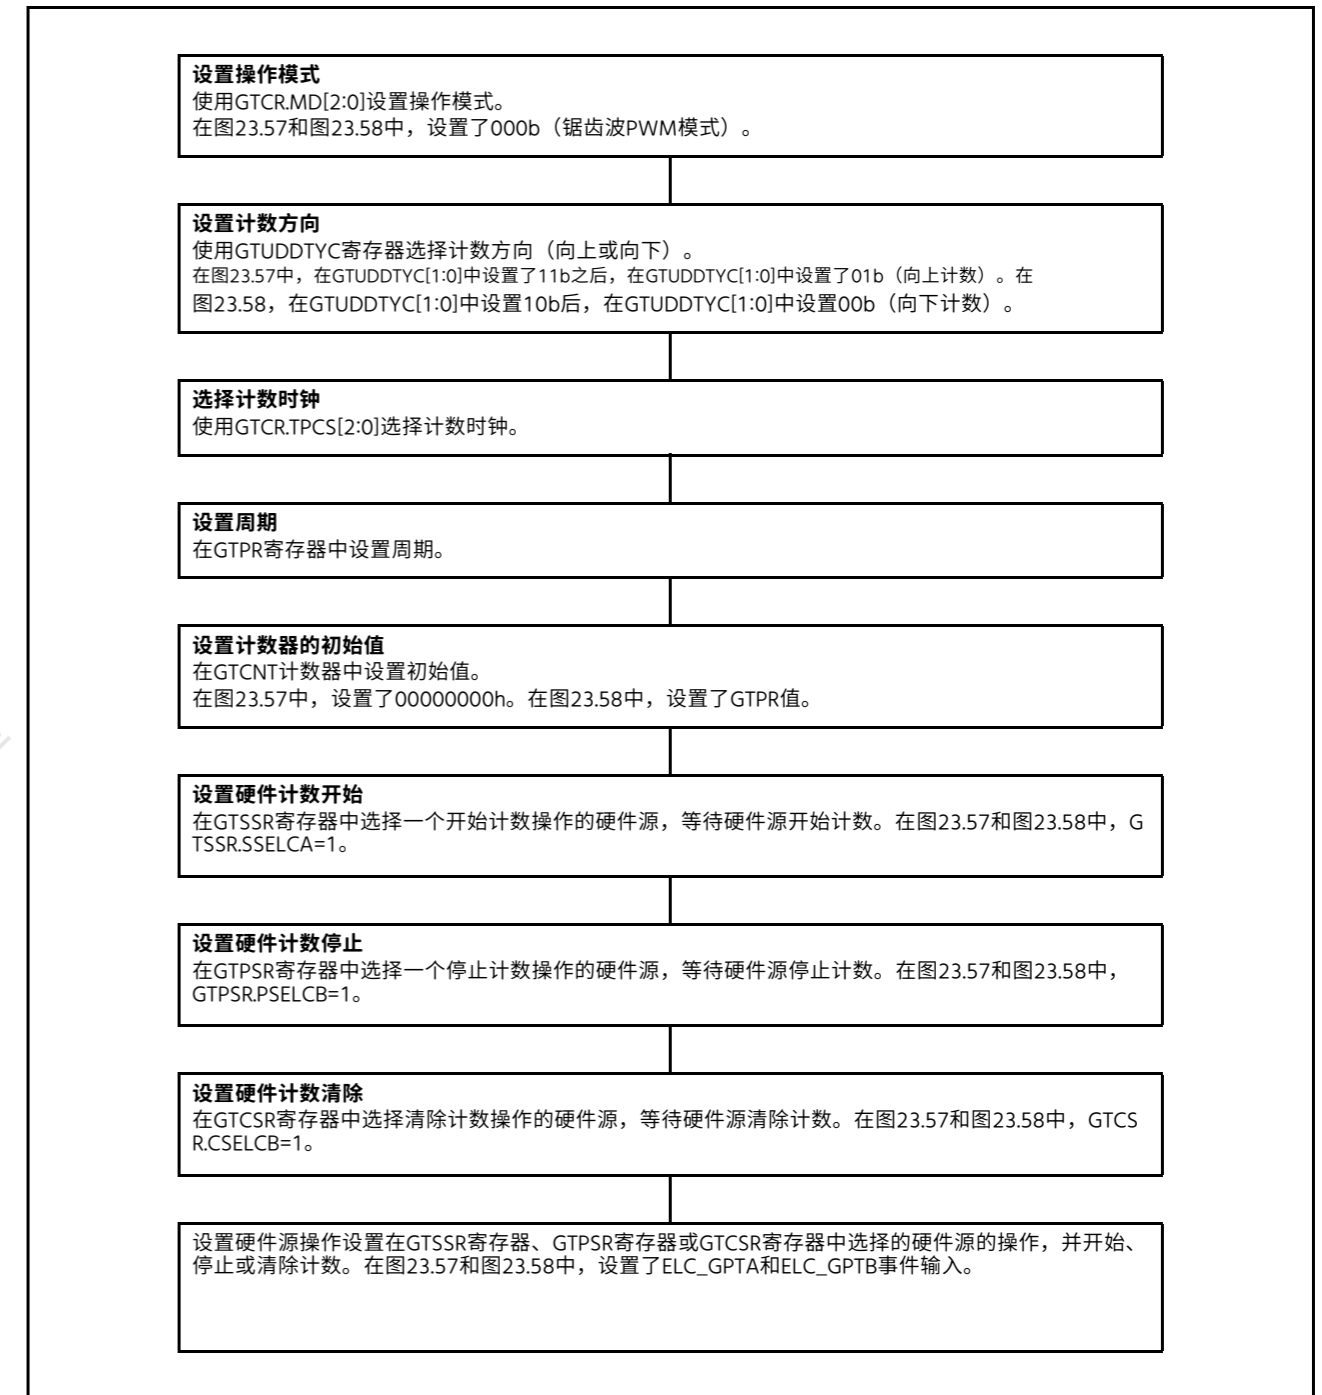 设置操作模式
使用GTCR.MD[2:0]设置操作模式。
在图23.57和图23.58中，设置了000b（锯齿波PWM模式）。
设置计数方向
使用GTUDDTYC寄存器选择计数方向（向上或向下）。
在图23.57中，在GTUDDTYC[1:0]中设置了11b之后，在GTUDDTYC[1:0]中设置了01b（向上计数）。在
图23.58，在GTUDDTYC[1:0]中设置10b后，在GTUDDTYC[1:0]中设置00b（向下计数）。
选择计数时钟
使用GTCR.TPCS[2:0]选择计数时钟。
设置周期
在GTPR寄存器中设置周期。
设置计数器的初始值
在GTCNT计数器中设置初始值。
在图23.57中，设置了00000000h。在图23.58中，设置了GTPR值。
设置硬件计数开始
在GTSSR寄存器中选择一个开始计数操作的硬件源，等待硬件源开始计数。在图23.57和图23.58中，G
TSSR.SSELCA=1。
设置硬件计数停止
在GTPSR寄存器中选择一个停止计数操作的硬件源，等待硬件源停止计数。在图23.57和图23.58中，
GTPSR.PSELCB=1。
设置硬件计数清除
在GTCSR寄存器中选择清除计数操作的硬件源，等待硬件源清除计数。在图23.57和图23.58中，GTCS
R.CSELCB=1。
设置硬件源操作设置在GTSSR寄存器、GTPSR寄存器或GTCSR寄存器中选择的硬件源的操作，并开始、
停止或清除计数。在图23.57和图23.58中，设置了ELC_GPTA和ELC_GPTB事件输入。